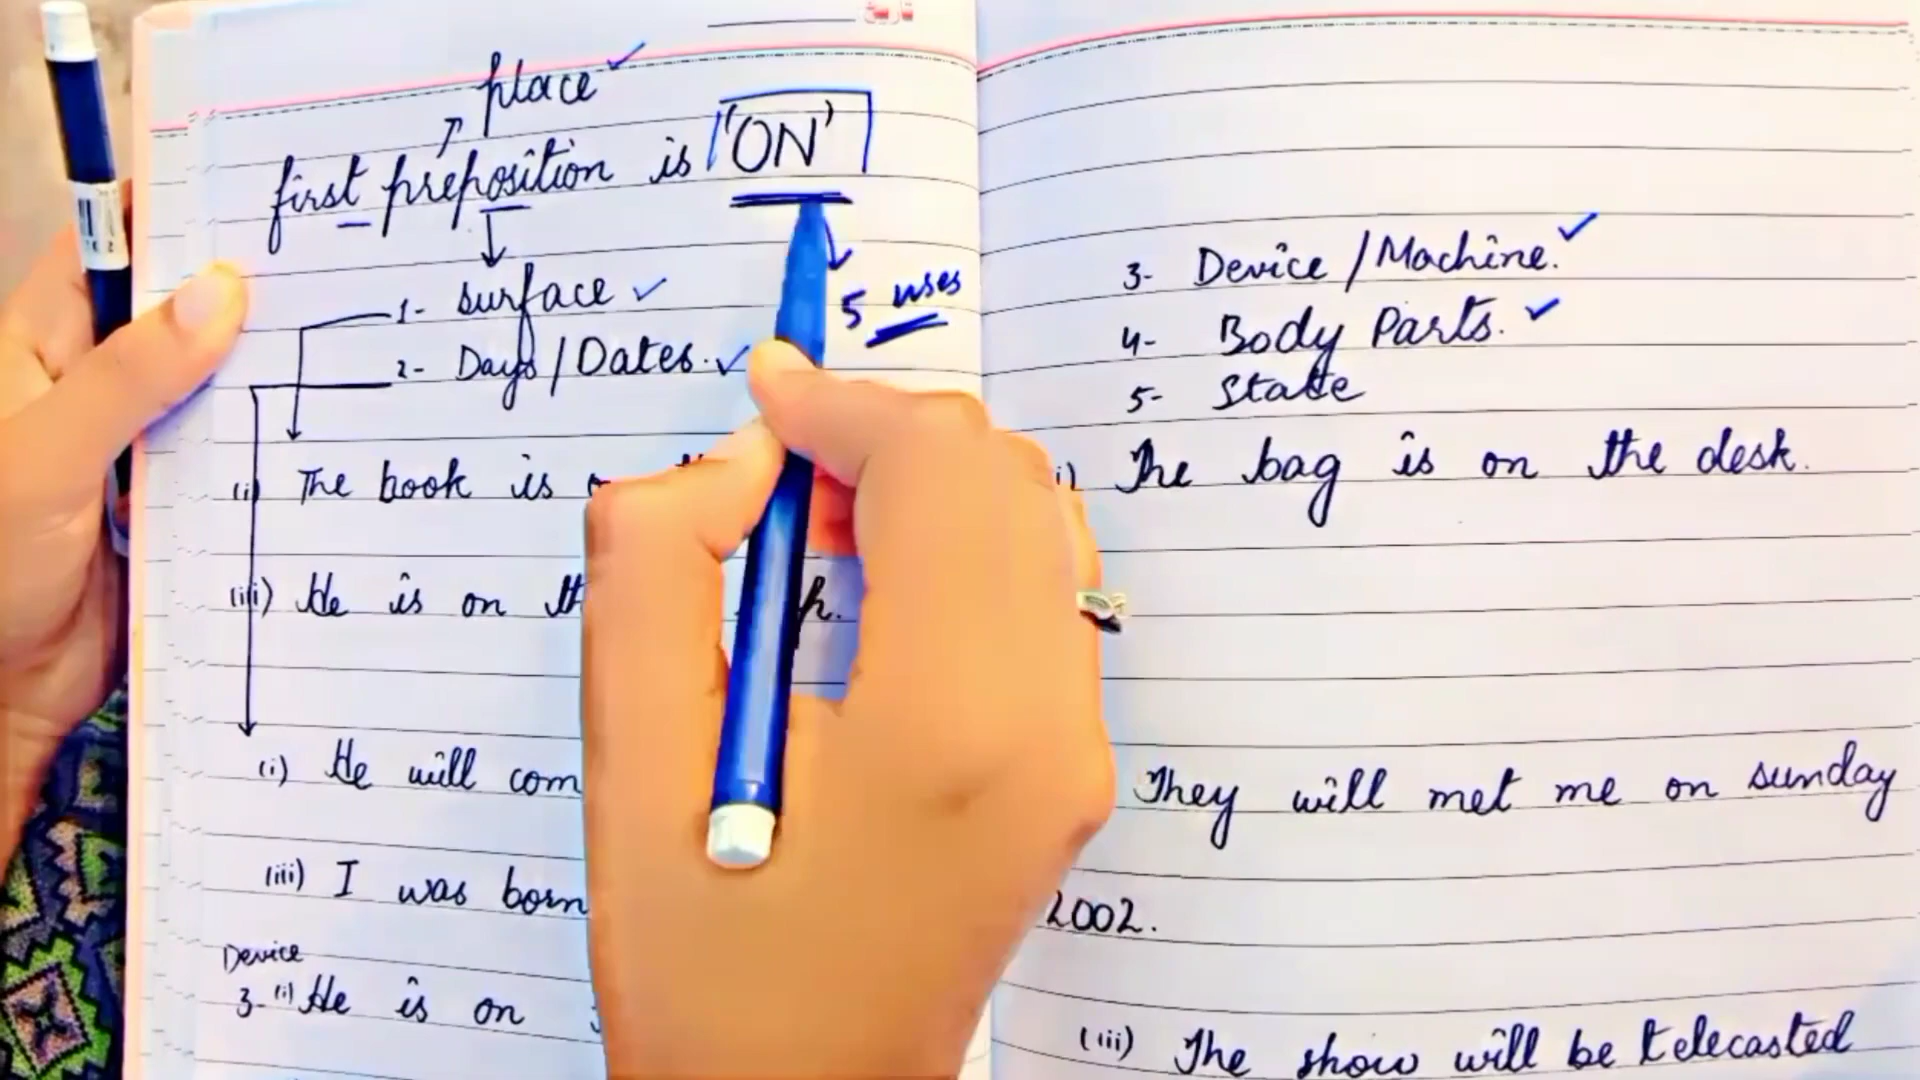 place
first preposition is 'ON'
5 uses
1- surface
2- Days/Dates.
(i) The book is
(iii) He is on
(i) He will
(iii) I was born
Device
3-(i) He is on
3- Device/Machine.
4- Body Parts.
5- State
The bag is on the desk.
They will met me on sunday
2002.
(iii) The show will be telecasted